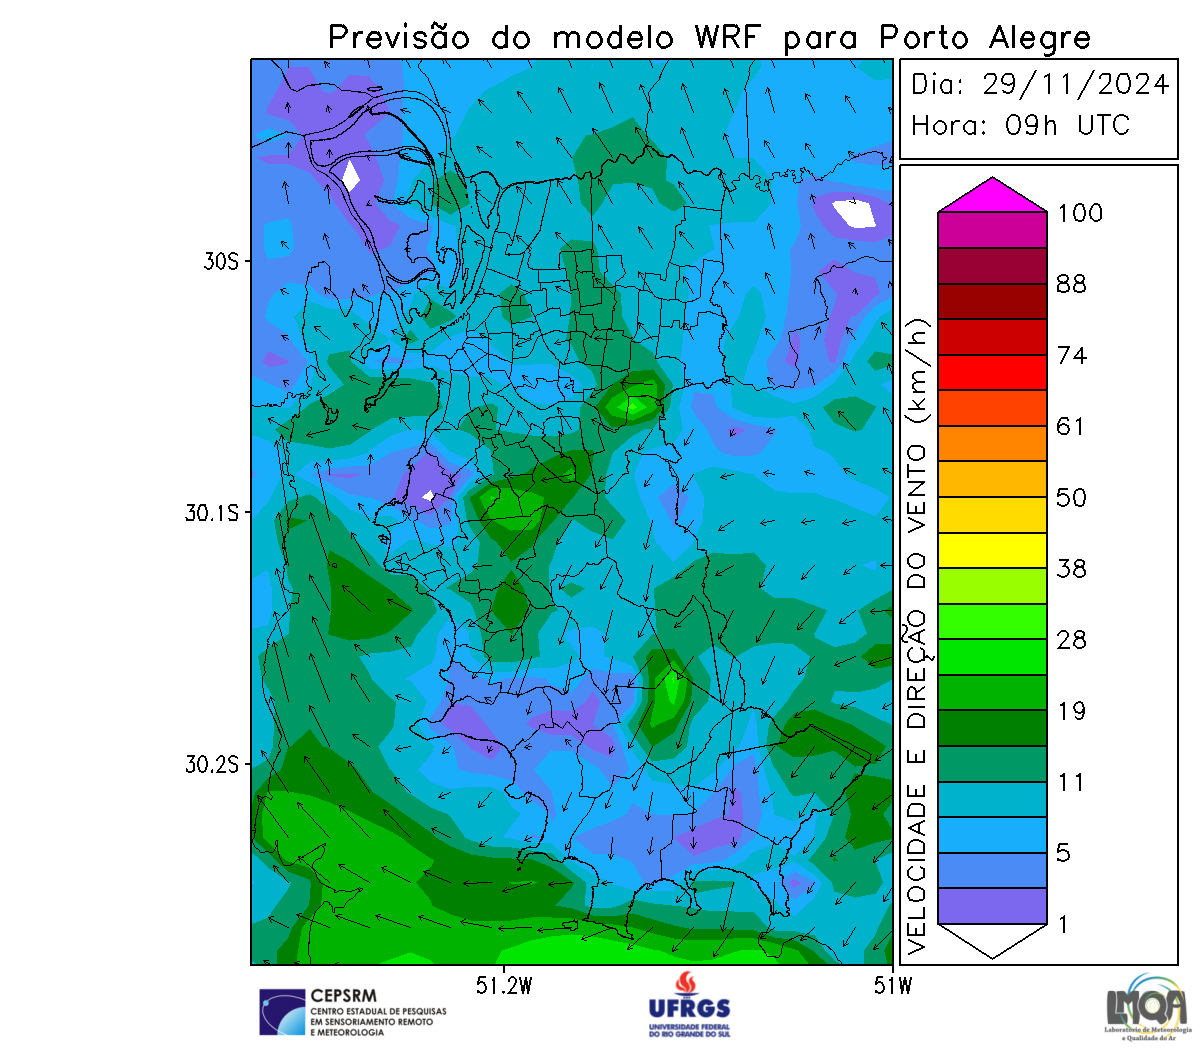 Previsão do modelo WRF para Porto Alegre
Dia: 29/11/2024
Hora: 09h UTC
100
88
74
61
50
38
28
19
11
5
1
VELOCIDADE E DIREÇÃO DO VENTO (km/h)
30S
30.1S
30.2S
51.2W
51W
CEPSRM
CENTRO ESTADUAL DE PESQUISAS
EM SENSORIAMENTO REMOTO
E METEOROLOGIA
UFRGS
UNIVERSIDADE FEDERAL
DO RIO GRANDE DO SUL
LMQA
Laboratório de Meteorologia
e Qualidade do Ar